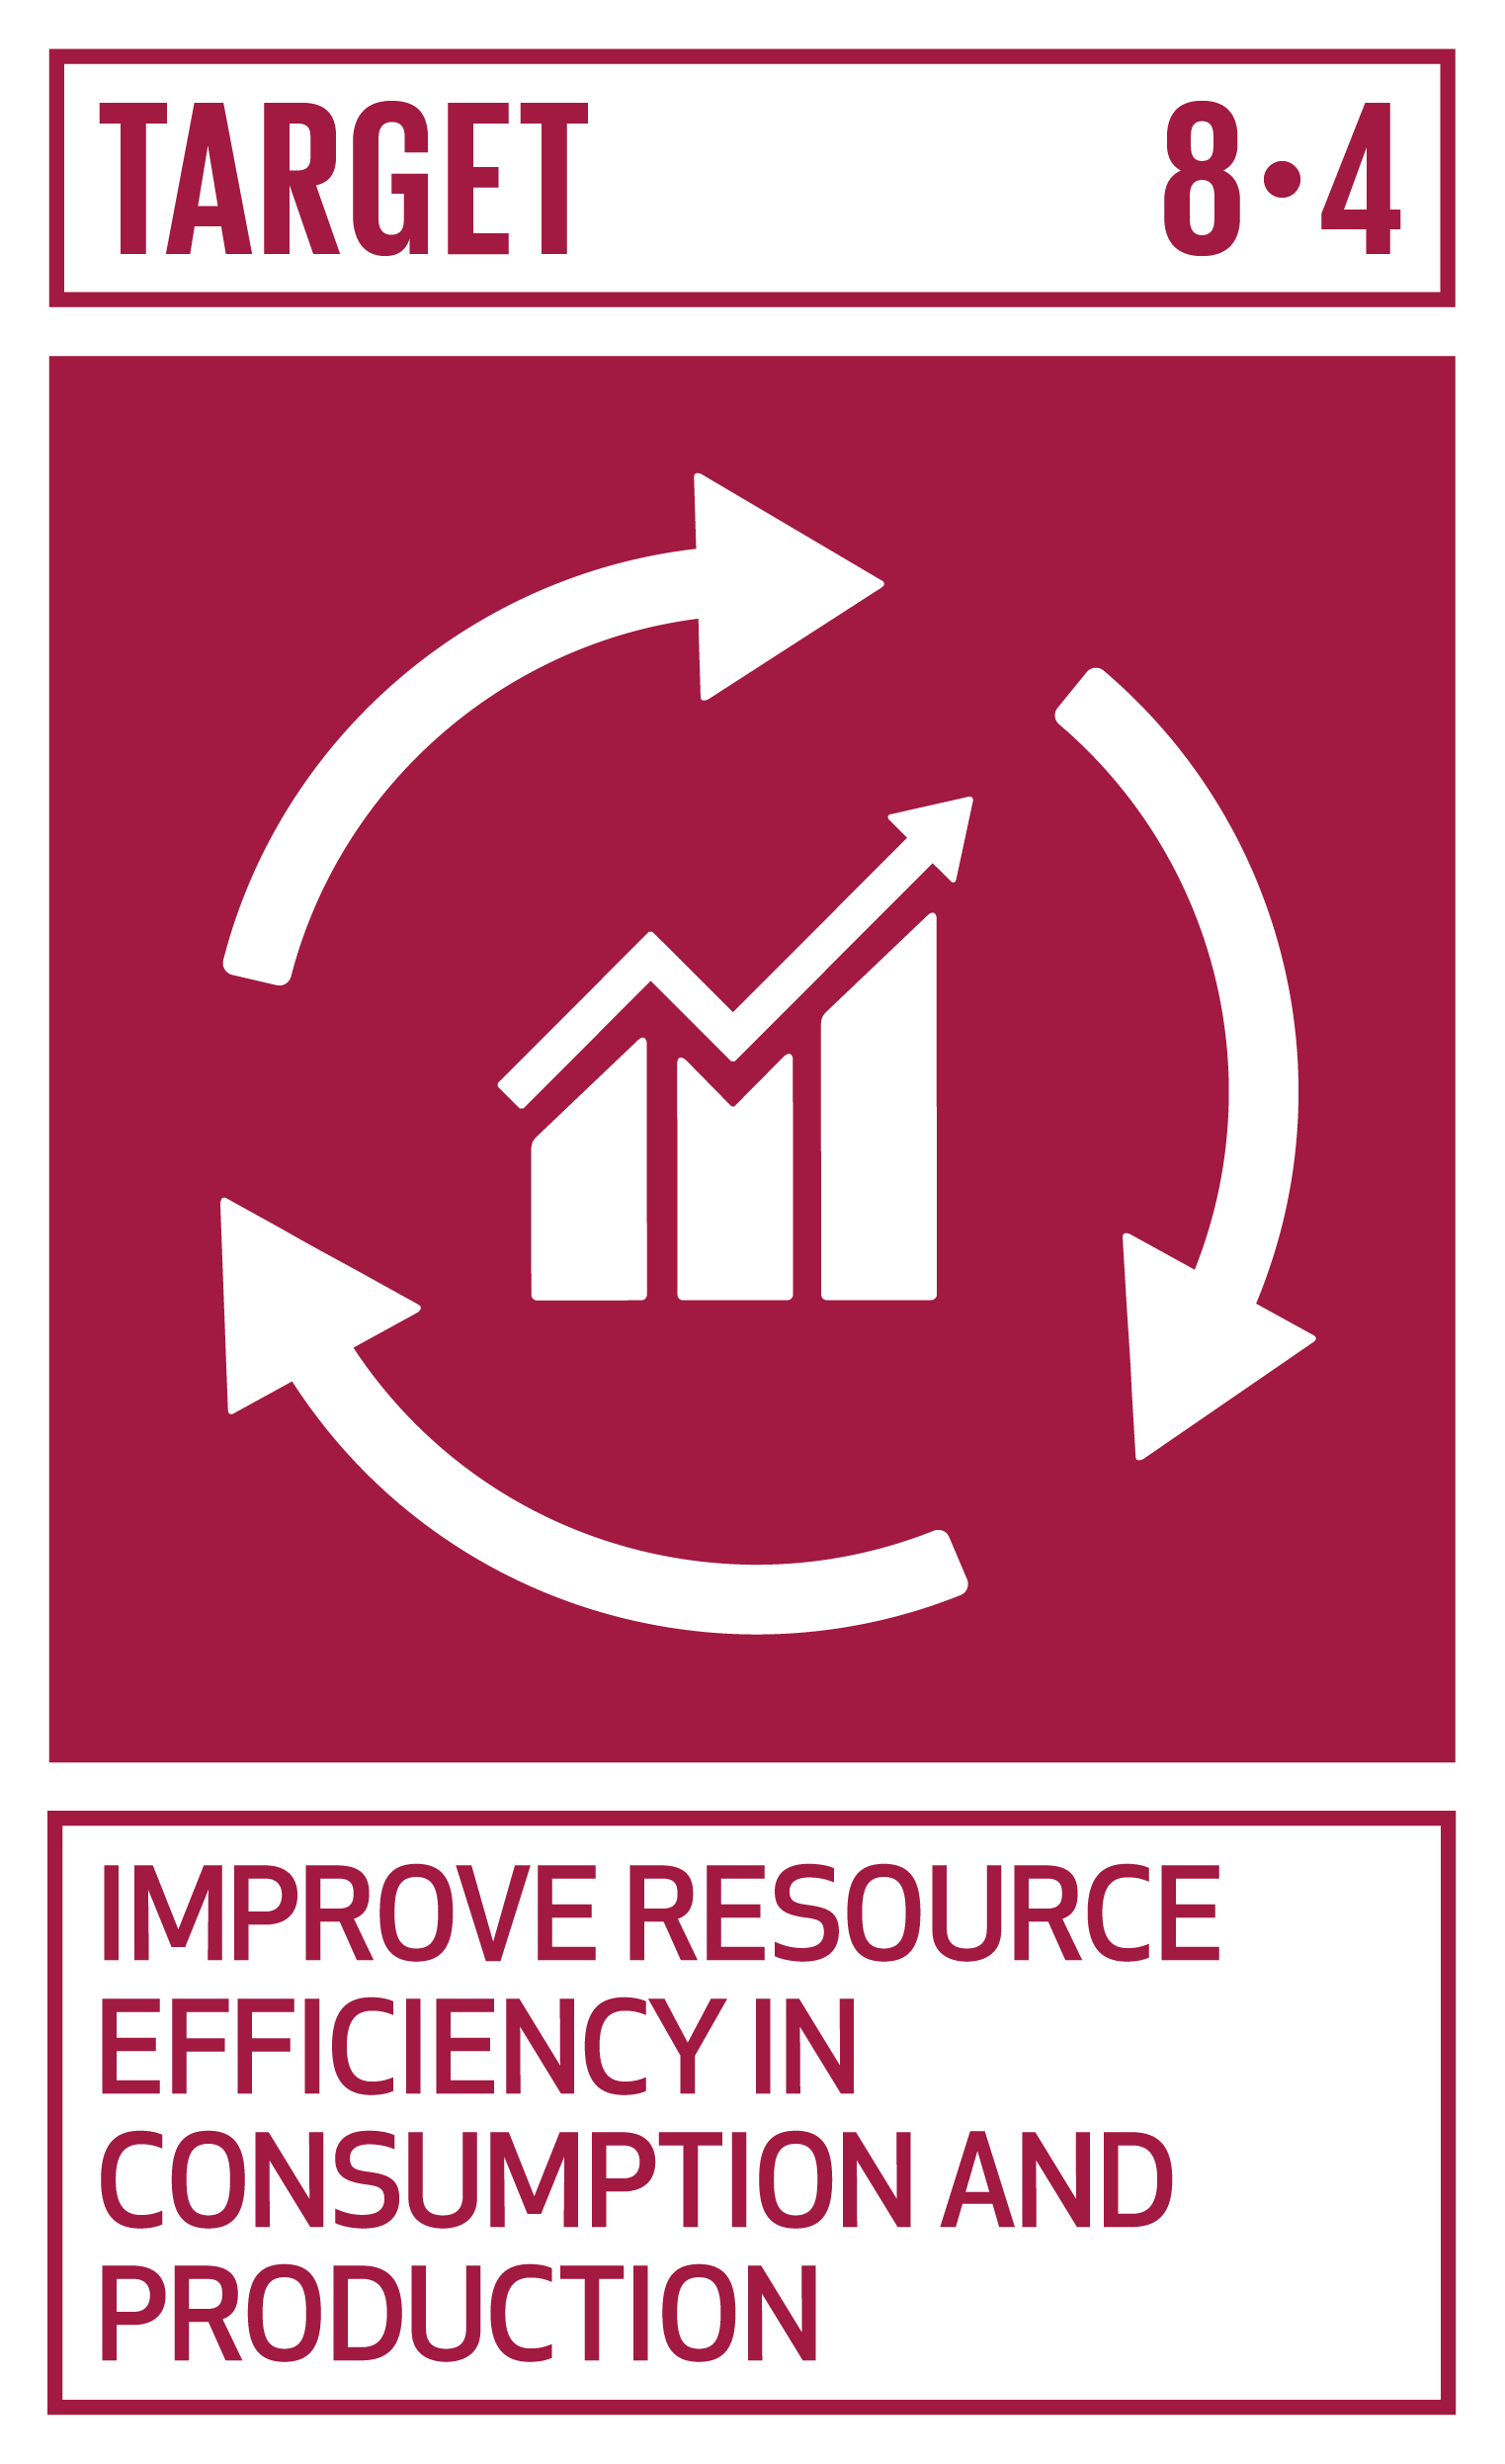 TARGET 8·4
IMPROVE RESOURCE
EFFICIENCY IN
CONSUMPTION AND
PRODUCTION